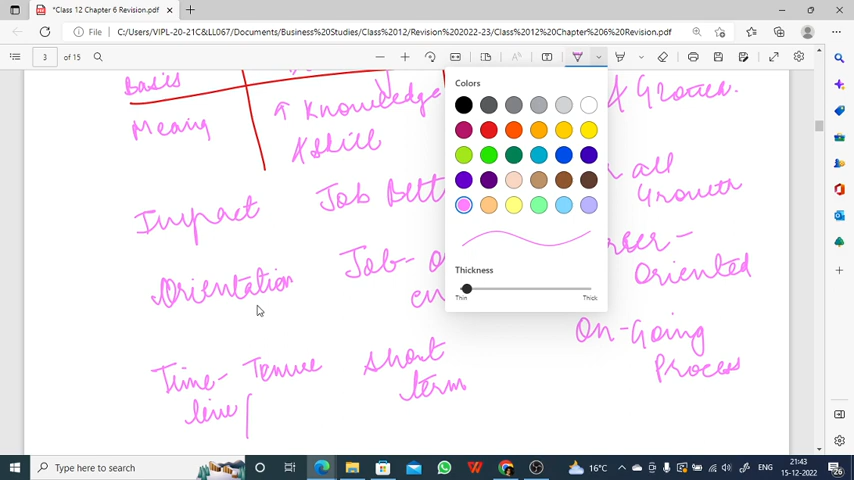 *Class 12 Chapter 6 Revision.pdf
File
C:/Users/VIPL-20-21C&LL067/Documents/Business%20Studies/Class%2012/Revision%202022-23/Class%2012%20Chapter%206%20Revision.pdf
3 of 15
Colors
Thickness
Thin Thick
Basis
Meaning ↑ Knowledge & Growth.
& Skill
Impact Job all
Growth
Orientation Job- Oriented
Time- Tenure Short On-Going
line/ term Process
Type here to search
16°C
ENG
21:43
15-12-2022
26